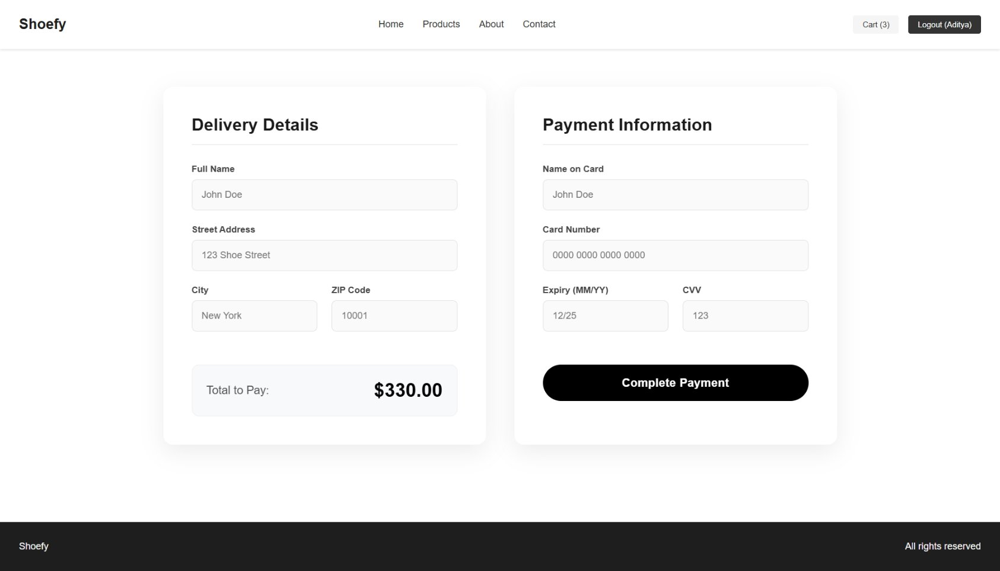 Shoefy
Home Products About Contact
Cart (3) Logout (Aditya)
Delivery Details
Full Name
John Doe
Street Address
123 Shoe Street
City ZIP Code
New York 10001
Total to Pay: $330.00
Payment Information
Name on Card
John Doe
Card Number
0000 0000 0000 0000
Expiry (MM/YY) CVV
12/25 123
Complete Payment
Shoefy All rights reserved